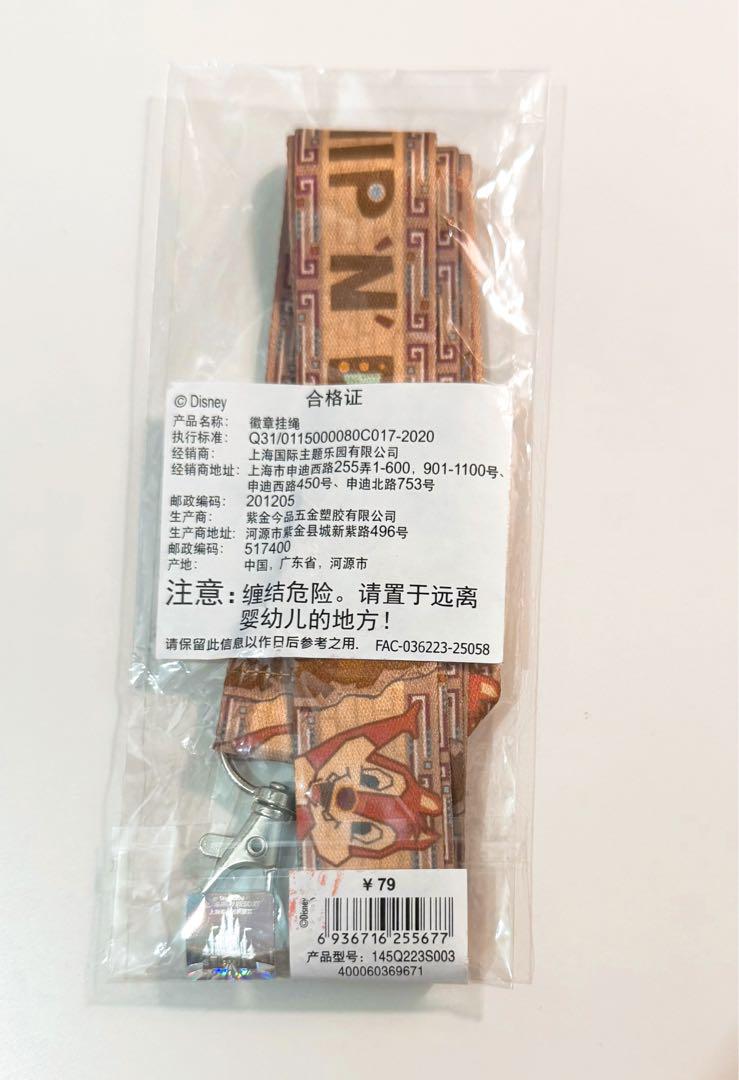 IP 'N'
© Disney
合格证
产品名称： 徽章挂绳
执行标准： Q31/0115000080C017-2020
经销商： 上海国际主题乐园有限公司
经销商地址： 上海市申迪西路255弄1-600，901-1100号、
申迪西路450号、申迪北路753号
邮政编码： 201205
生产商： 紫金今品五金塑胶有限公司
生产商地址： 河源市紫金县城新紫路496号
邮政编码： 517400
产地： 中国，广东省，河源市
注意：缠结危险。请置于远离
婴幼儿的地方！
请保留此信息以作日后参考之用. FAC-036223-25058
¥ 79
©Disney
6 936716 255677
产品型号： 145Q223S003
400060369671